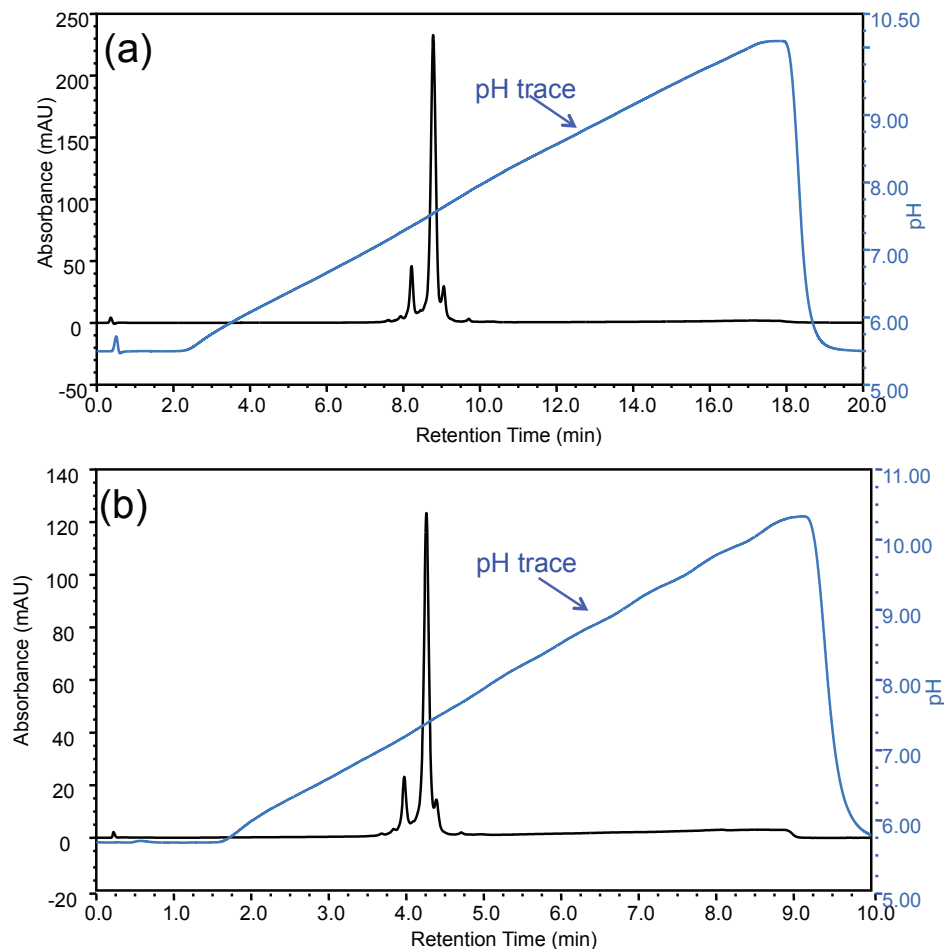 (a)
pH trace
Absorbance (mAU)
250
200
150
100
50
0
-50
10.50
9.00
8.00
7.00
6.00
5.00
pH
0.0 2.0 4.0 6.0 8.0 10.0 12.0 14.0 16.0 18.0 20.0
Retention Time (min)
(b)
pH trace
Absorbance (mAU)
140
120
100
80
60
40
20
0
-20
11.00
10.00
9.00
8.00
7.00
6.00
5.00
pH
0.0 1.0 2.0 3.0 4.0 5.0 6.0 7.0 8.0 9.0 10.0
Retention Time (min)